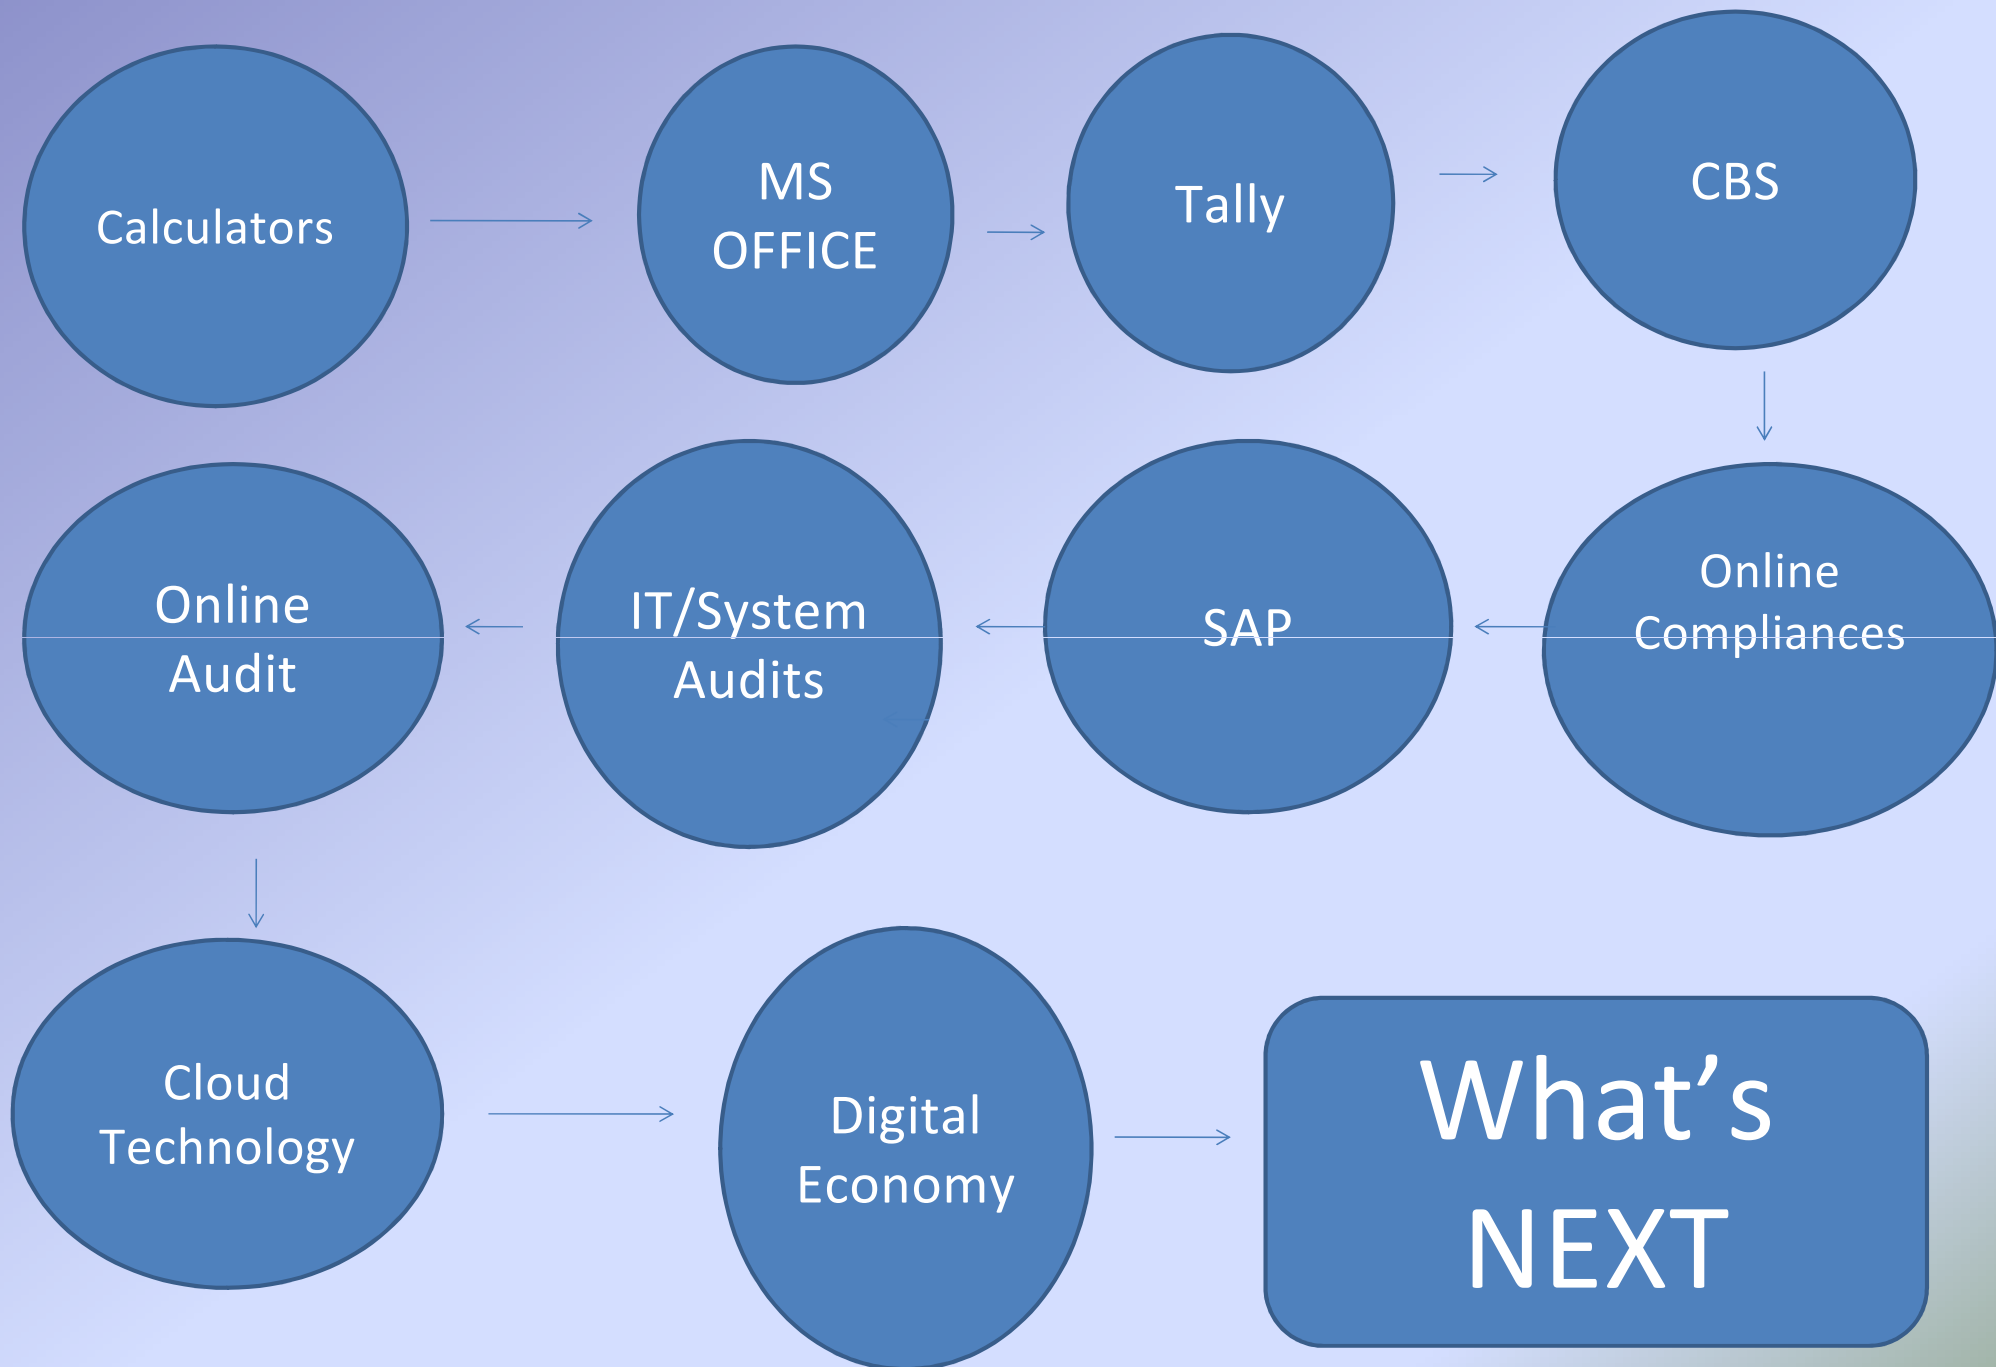 Calculators
MS
OFFICE
Tally
CBS
Online
Compliances
SAP
IT/System
Audits
Online
Audit
Cloud
Technology
Digital
Economy
What’s
NEXT